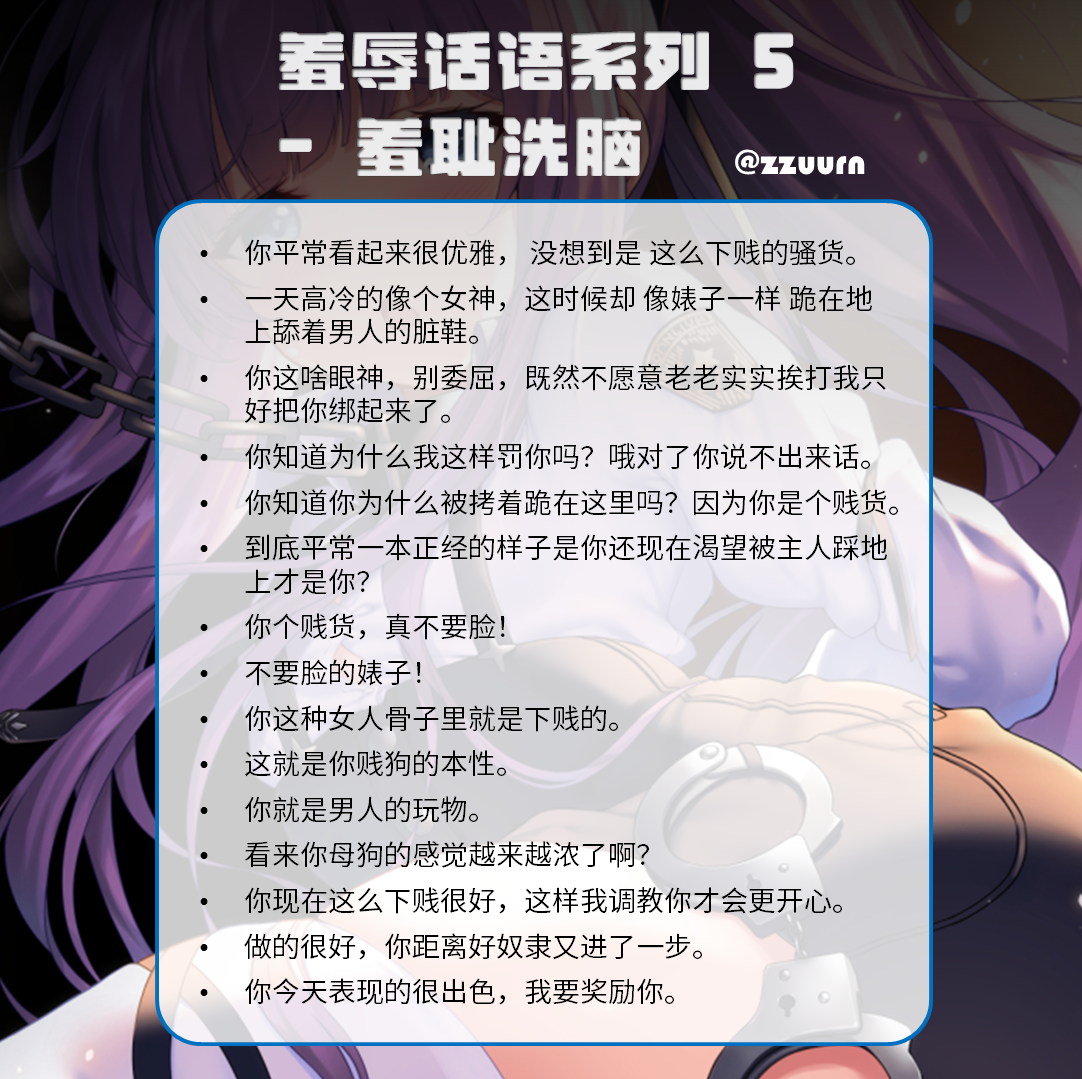 羞辱话语系列 5
- 羞耻洗脑
@zzuurn
• 你平常看起来很优雅， 没想到是 这么下贱的骚货。
• 一天高冷的像个女神，这时候却 像婊子一样 跪在地
上舔着男人的脏鞋。
• 你这啥眼神，别委屈，既然不愿意老老实实挨打我只
好把你绑起来了。
• 你知道为什么我这样罚你吗？哦对了你说不出来话。
• 你知道你为什么被拷着跪在这里吗？因为你是个贱货。
• 到底平常一本正经的样子是你还现在渴望被主人踩地
上才是你？
• 你个贱货，真不要脸！
• 不要脸的婊子！
• 你这种女人骨子里就是下贱的。
• 这就是你贱狗的本性。
• 你就是男人的玩物。
• 看来你母狗的感觉越来越浓了啊？
• 你现在这么下贱很好，这样我调教你才会更开心。
• 做的很好，你距离好奴隶又进了一步。
• 你今天表现的很出色，我要奖励你。